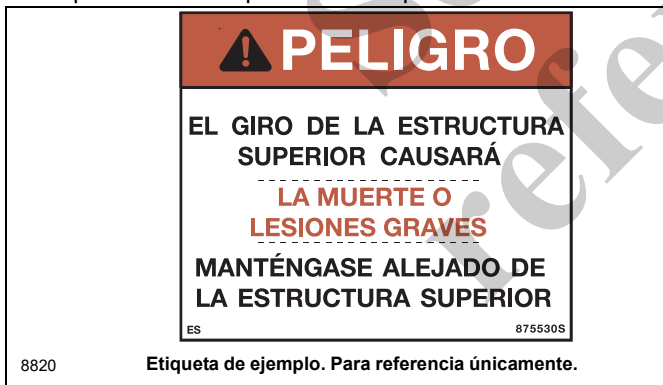 PELIGRO
EL GIRO DE LA ESTRUCTURA
SUPERIOR CAUSARÁ
LA MUERTE O
LESIONES GRAVES
MANTÉNGASE ALEJADO DE
LA ESTRUCTURA SUPERIOR
ES 875530S
8820 Etiqueta de ejemplo. Para referencia únicamente.